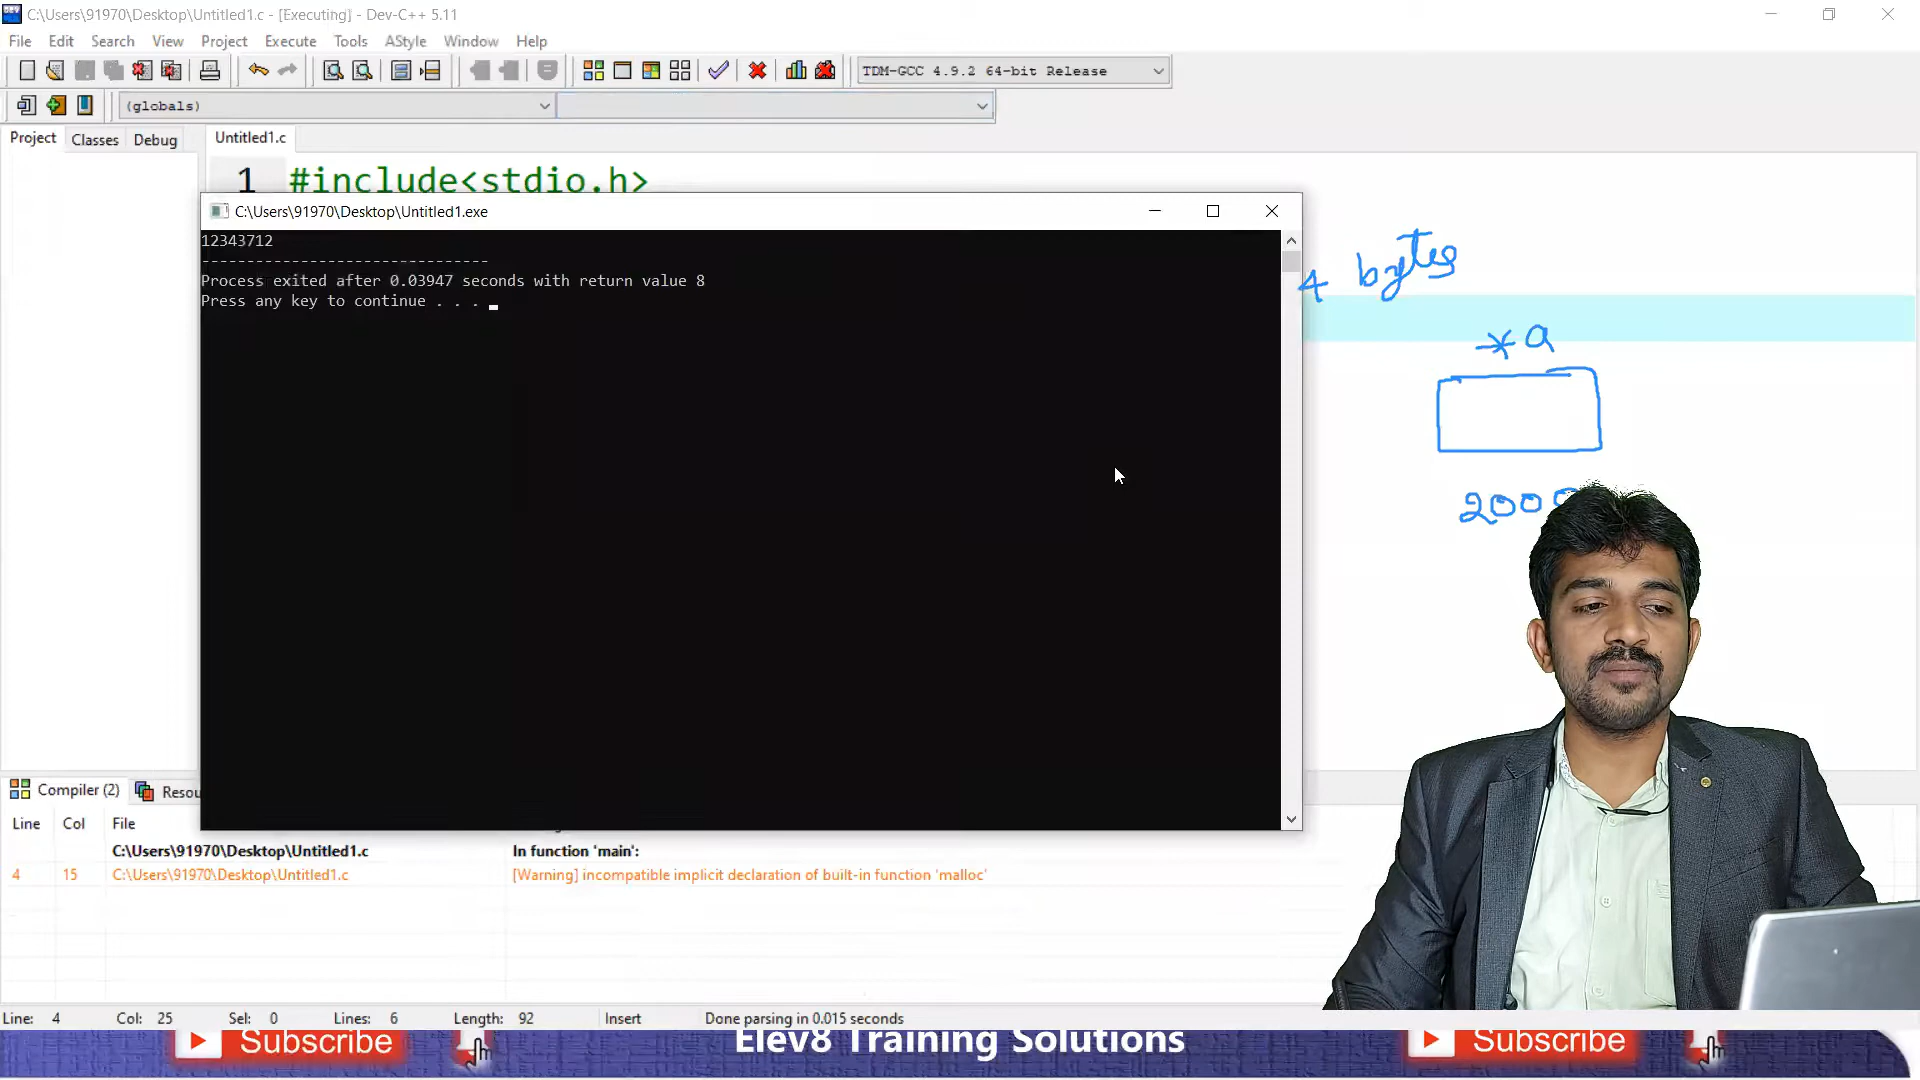 C:\Users\91970\Desktop\Untitled1.c - [Executing] - Dev-C++ 5.11
File Edit Search View Project Execute Tools AStyle Window Help
TDM-GCC 4.9.2 64-bit Release
(globals)
Project Classes Debug Untitled1.c
1 #include<stdio.h>
C:\Users\91970\Desktop\Untitled1.exe
12343712
--------------------------------
Process exited after 0.03947 seconds with return value 8
Press any key to continue . . .
4 bytes
*a
2000
Compiler (2) Resou
Line Col File
C:\Users\91970\Desktop\Untitled1.c In function 'main':
4 15 C:\Users\91970\Desktop\Untitled1.c [Warning] incompatible implicit declaration of built-in function 'malloc'
Line: 4 Col: 25 Sel: 0 Lines: 6 Length: 92 Insert Done parsing in 0.015 seconds
Subscribe Elev8 Training Solutions Subscribe